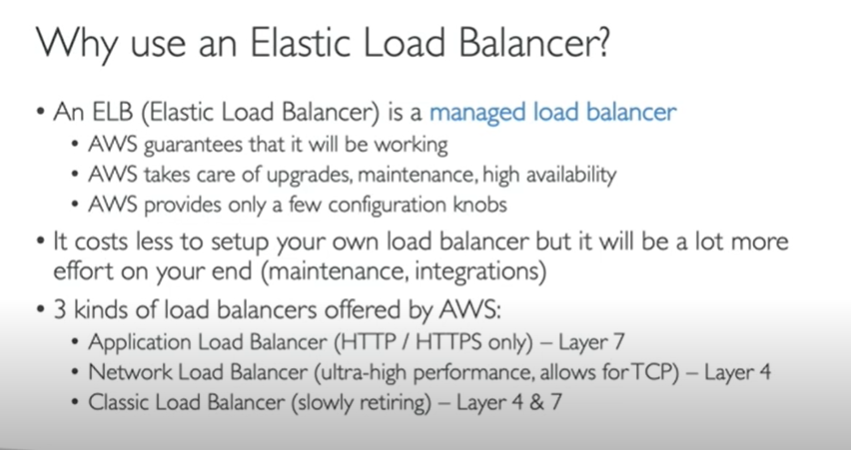 Why use an Elastic Load Balancer?
• An ELB (Elastic Load Balancer) is a managed load balancer
• AWS guarantees that it will be working
• AWS takes care of upgrades, maintenance, high availability
• AWS provides only a few configuration knobs
• It costs less to setup your own load balancer but it will be a lot more
effort on your end (maintenance, integrations)
• 3 kinds of load balancers offered by AWS:
• Application Load Balancer (HTTP / HTTPS only) – Layer 7
• Network Load Balancer (ultra-high performance, allows for TCP) – Layer 4
• Classic Load Balancer (slowly retiring) – Layer 4 & 7